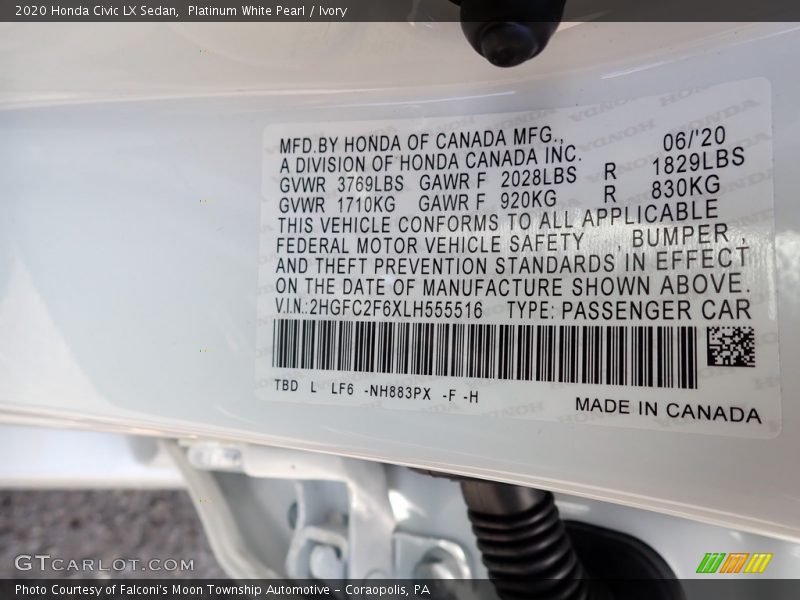 2020 Honda Civic LX Sedan, Platinum White Pearl / Ivory
MFD.BY HONDA OF CANADA MFG., 06/'20
A DIVISION OF HONDA CANADA INC.
GVWR 3769LBS GAWR F 2028LBS R 1829LBS
GVWR 1710KG GAWR F 920KG R 830KG
THIS VEHICLE CONFORMS TO ALL APPLICABLE
FEDERAL MOTOR VEHICLE SAFETY , BUMPER ,
AND THEFT PREVENTION STANDARDS IN EFFECT
ON THE DATE OF MANUFACTURE SHOWN ABOVE.
V.I.N.:2HGFC2F6XLH555516 TYPE: PASSENGER CAR
TBD L LF6 -NH883PX -F -H
MADE IN CANADA
GTCARLOT.COM
Photo Courtesy of Falconi's Moon Township Automotive – Coraopolis, PA